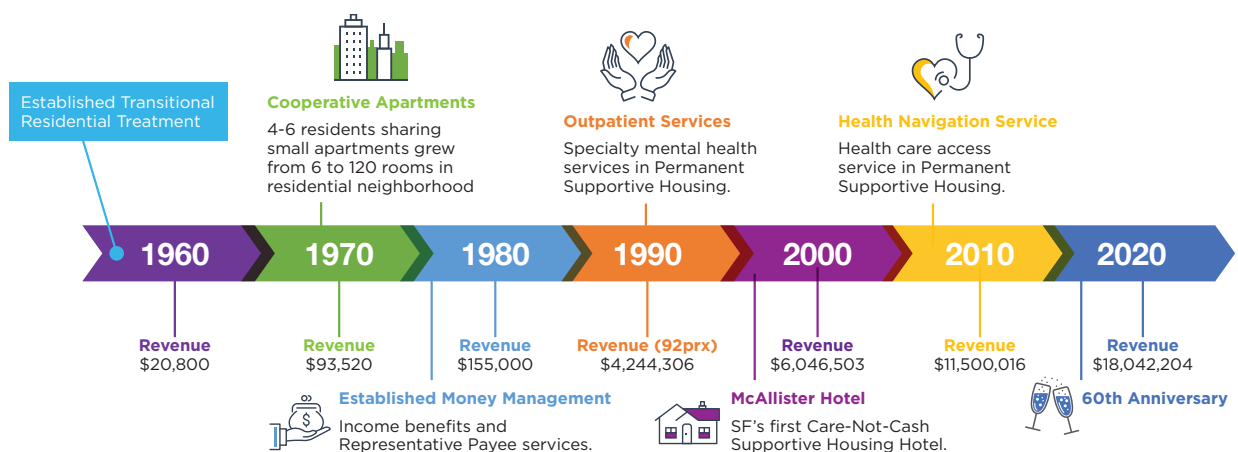 Established Transitional
Residential Treatment
Cooperative Apartments
4-6 residents sharing
small apartments grew
from 6 to 120 rooms in
residential neighborhood
Outpatient Services
Specialty mental health
services in Permanent
Supportive Housing.
Health Navigation Service
Health care access
service in Permanent
Supportive Housing.
1960
1970
1980
1990
2000
2010
2020
Revenue
$20,800
Revenue
$93,520
Revenue
$155,000
Revenue (92prx)
$4,244,306
Revenue
$6,046,503
Revenue
$11,500,016
Revenue
$18,042,204
$
Established Money Management
Income benefits and
Representative Payee services.
McAllister Hotel
SF's first Care-Not-Cash
Supportive Housing Hotel.
60th Anniversary